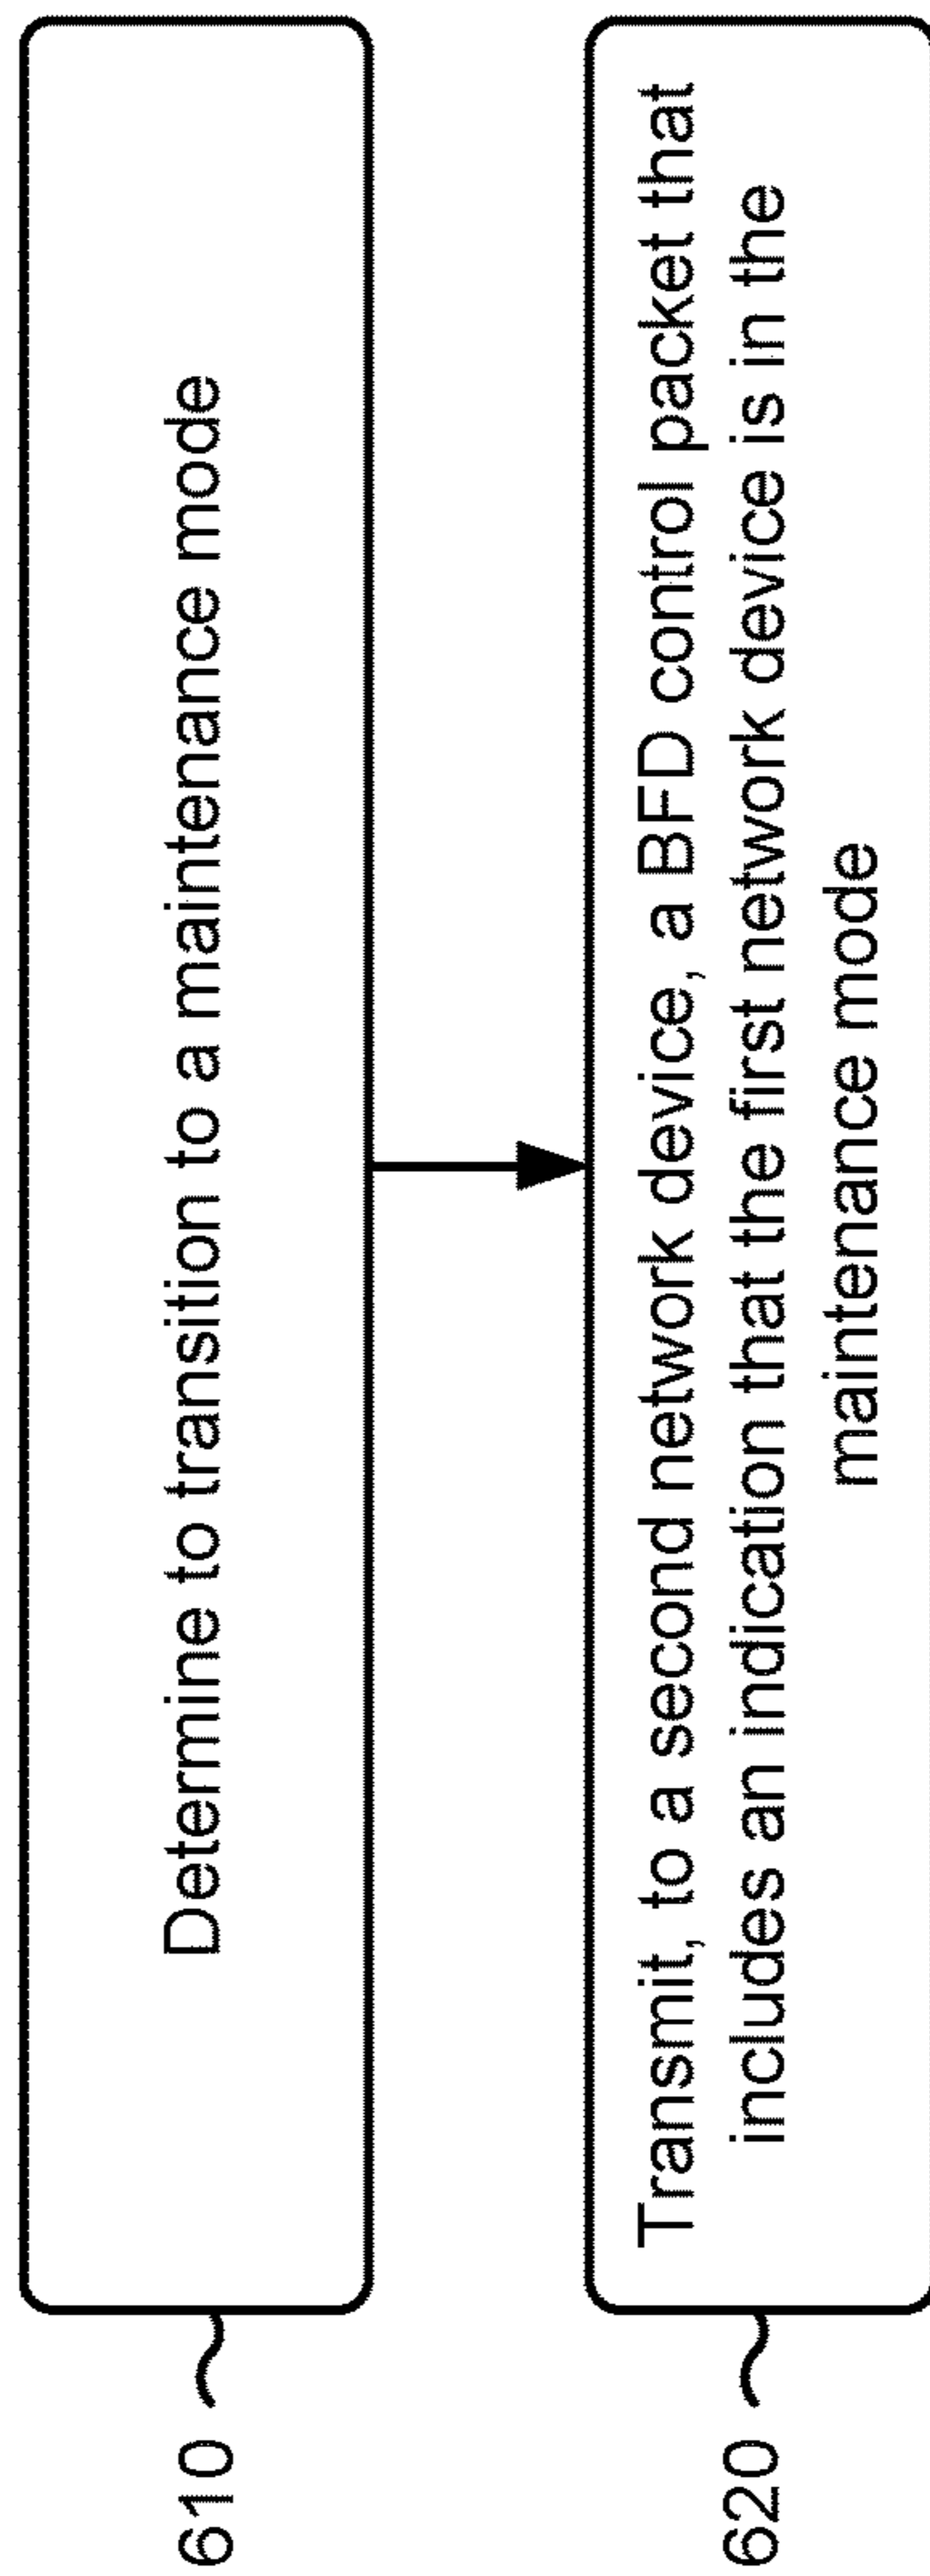 610
Determine to transition to a maintenance mode
620
Transmit, to a second network device, a BFD control packet that
includes an indication that the first network device is in the
maintenance mode